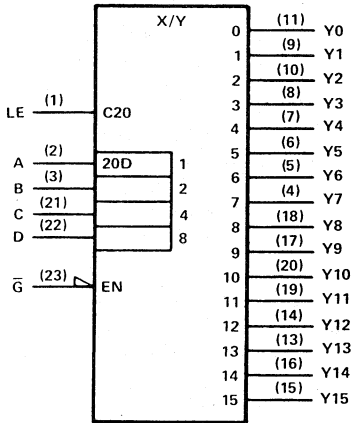 X/Y
0 (11) Y0
1 (9) Y1
2 (10) Y2
3 (8) Y3
LE (1) C20
4 (7) Y4
A (2) 20D 1
5 (6) Y5
B (3) 2
6 (5) Y6
C (21) 4
7 (4) Y7
D (22) 8
8 (18) Y8
9 (17) Y9
G̅ (23) EN
10 (20) Y10
11 (19) Y11
12 (14) Y12
13 (13) Y13
14 (16) Y14
15 (15) Y15